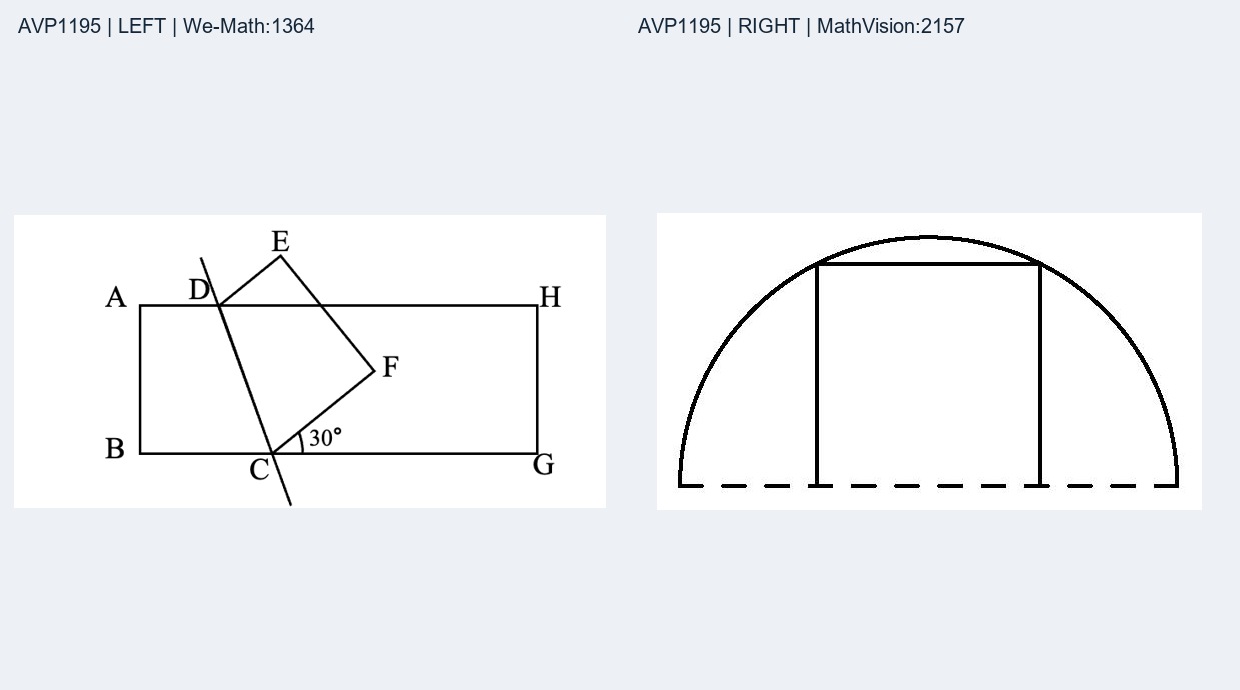 AVP1195 | LEFT | We-Math:1364
AVP1195 | RIGHT | MathVision:2157
E
A
D
H
F
30°
B
C
G